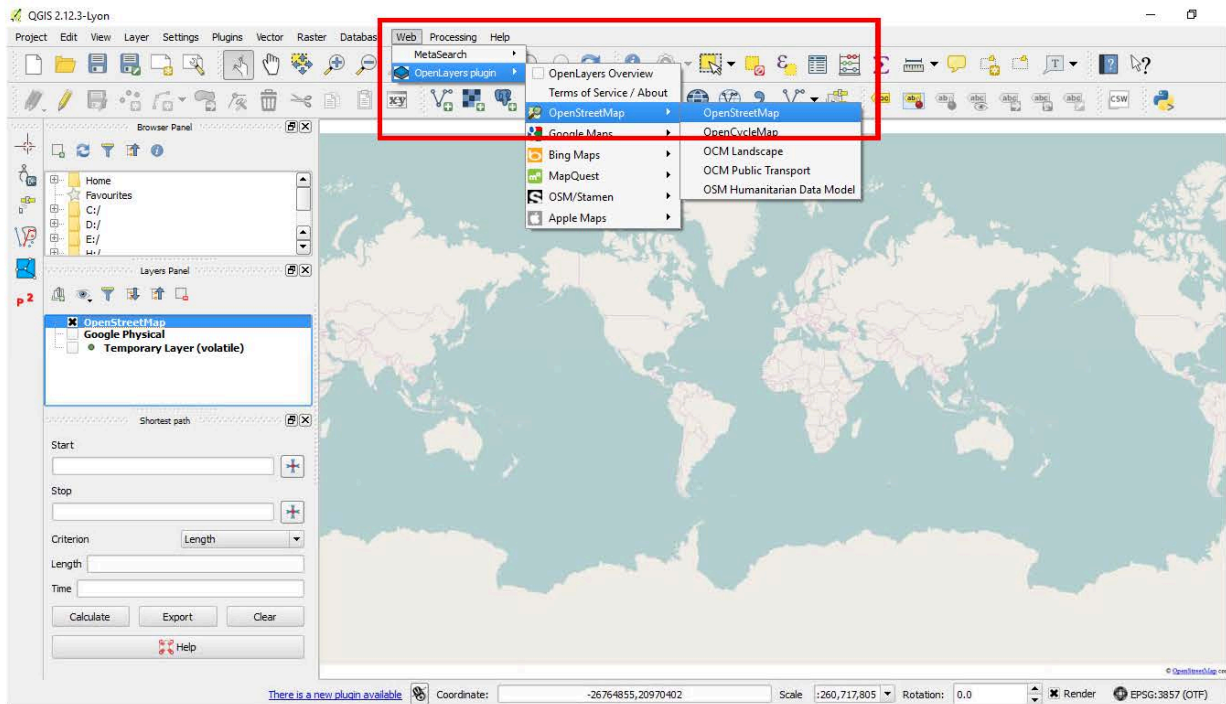 QGIS 2.12.3-Lyon
Project Edit View Layer Settings Plugins Vector Raster Database Web Processing Help
MetaSearch
OpenLayers plugin
OpenLayers Overview
Terms of Service / About
OpenStreetMap
Google Maps
Bing Maps
MapQuest
OSM/Stamen
Apple Maps
OpenStreetMap
OpenCycleMap
OCM Landscape
OCM Public Transport
OSM Humanitarian Data Model
Browser Panel
Home
Favourites
C:/
D:/
E:/
H:/
Layers Panel
OpenStreetMap
Google Physical
Temporary Layer (volatile)
Shortest path
Start
Stop
Criterion Length
Length
Time
Calculate Export Clear
Help
© OpenStreetMap
There is a new plugin available Coordinate: -26764855,20970402 Scale :260,717,805 Rotation: 0.0 Render EPSG:3857 (OTF)